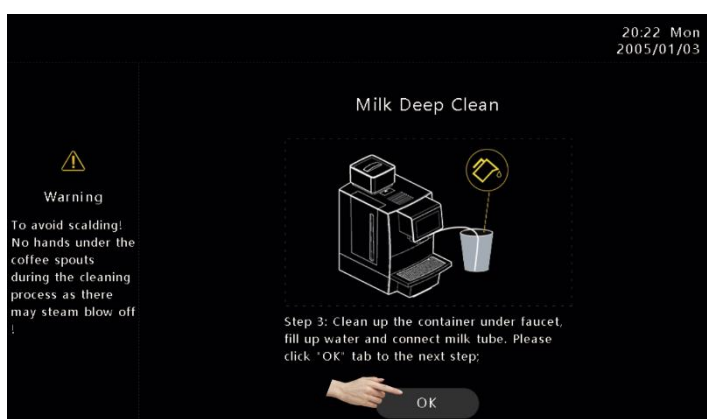 20:22 Mon
2005/01/03
Milk Deep Clean
Warning
To avoid scalding!
No hands under the
coffee spouts
during the cleaning
process as there
may steam blow off
!
Step 3: Clean up the container under faucet,
fill up water and connect milk tube. Please
click "OK" tab to the next step;
OK